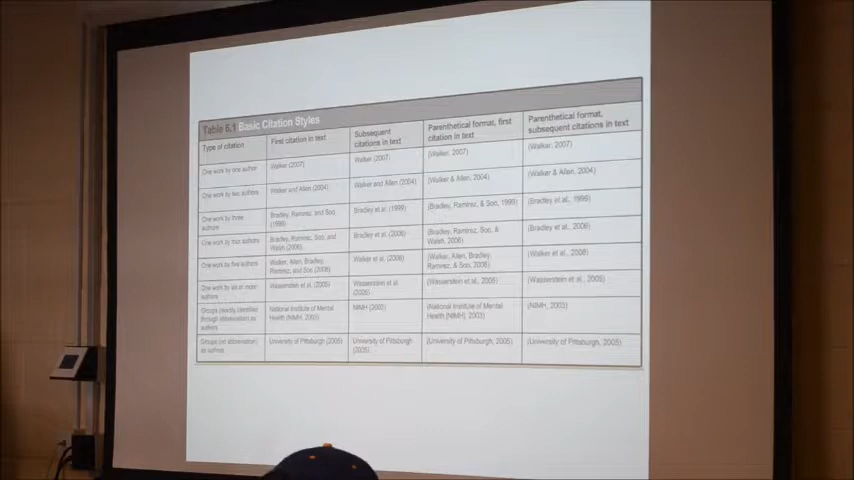 Table 6.1 Basic Citation Styles
Type of citation
First citation in text
Subsequent
citations in text
Parenthetical format, first
citation in text
Parenthetical format,
subsequent citations in text
One work by one author
Walker (2007)
Walker (2007)
(Walker, 2007)
(Walker, 2007)
One work by two authors
Walker and Allen (2004)
Walker and Allen (2004)
(Walker & Allen, 2004)
(Walker & Allen, 2004)
One work by three
authors
Bradley, Ramirez, and Soo
(1999)
Bradley et al. (1999)
(Bradley, Ramirez, & Soo, 1999)
(Bradley et al., 1999)
One work by four authors
Bradley, Ramirez, Soo, and
Walsh (2006)
Bradley et al. (2006)
(Bradley, Ramirez, Soo, &
Walsh, 2006)
(Bradley et al., 2006)
One work by five authors
Walker, Allen, Bradley,
Ramirez, and Soo (2008)
Walker et al. (2008)
(Walker, Allen, Bradley,
Ramirez, & Soo, 2008)
(Walker et al., 2008)
One work by six or more
authors
Wasserstein et al. (2005)
Wasserstein et al.
(2005)
(Wasserstein et al., 2005)
(Wasserstein et al., 2005)
Groups (readily identified
through abbreviation) as
authors
National Institute of Mental
Health (NIMH, 2003)
NIMH (2003)
(National Institute of Mental
Health [NIMH], 2003)
(NIMH, 2003)
Groups (no abbreviation)
as authors
University of Pittsburgh (2005)
University of Pittsburgh
(2005)
(University of Pittsburgh, 2005)
(University of Pittsburgh, 2005)